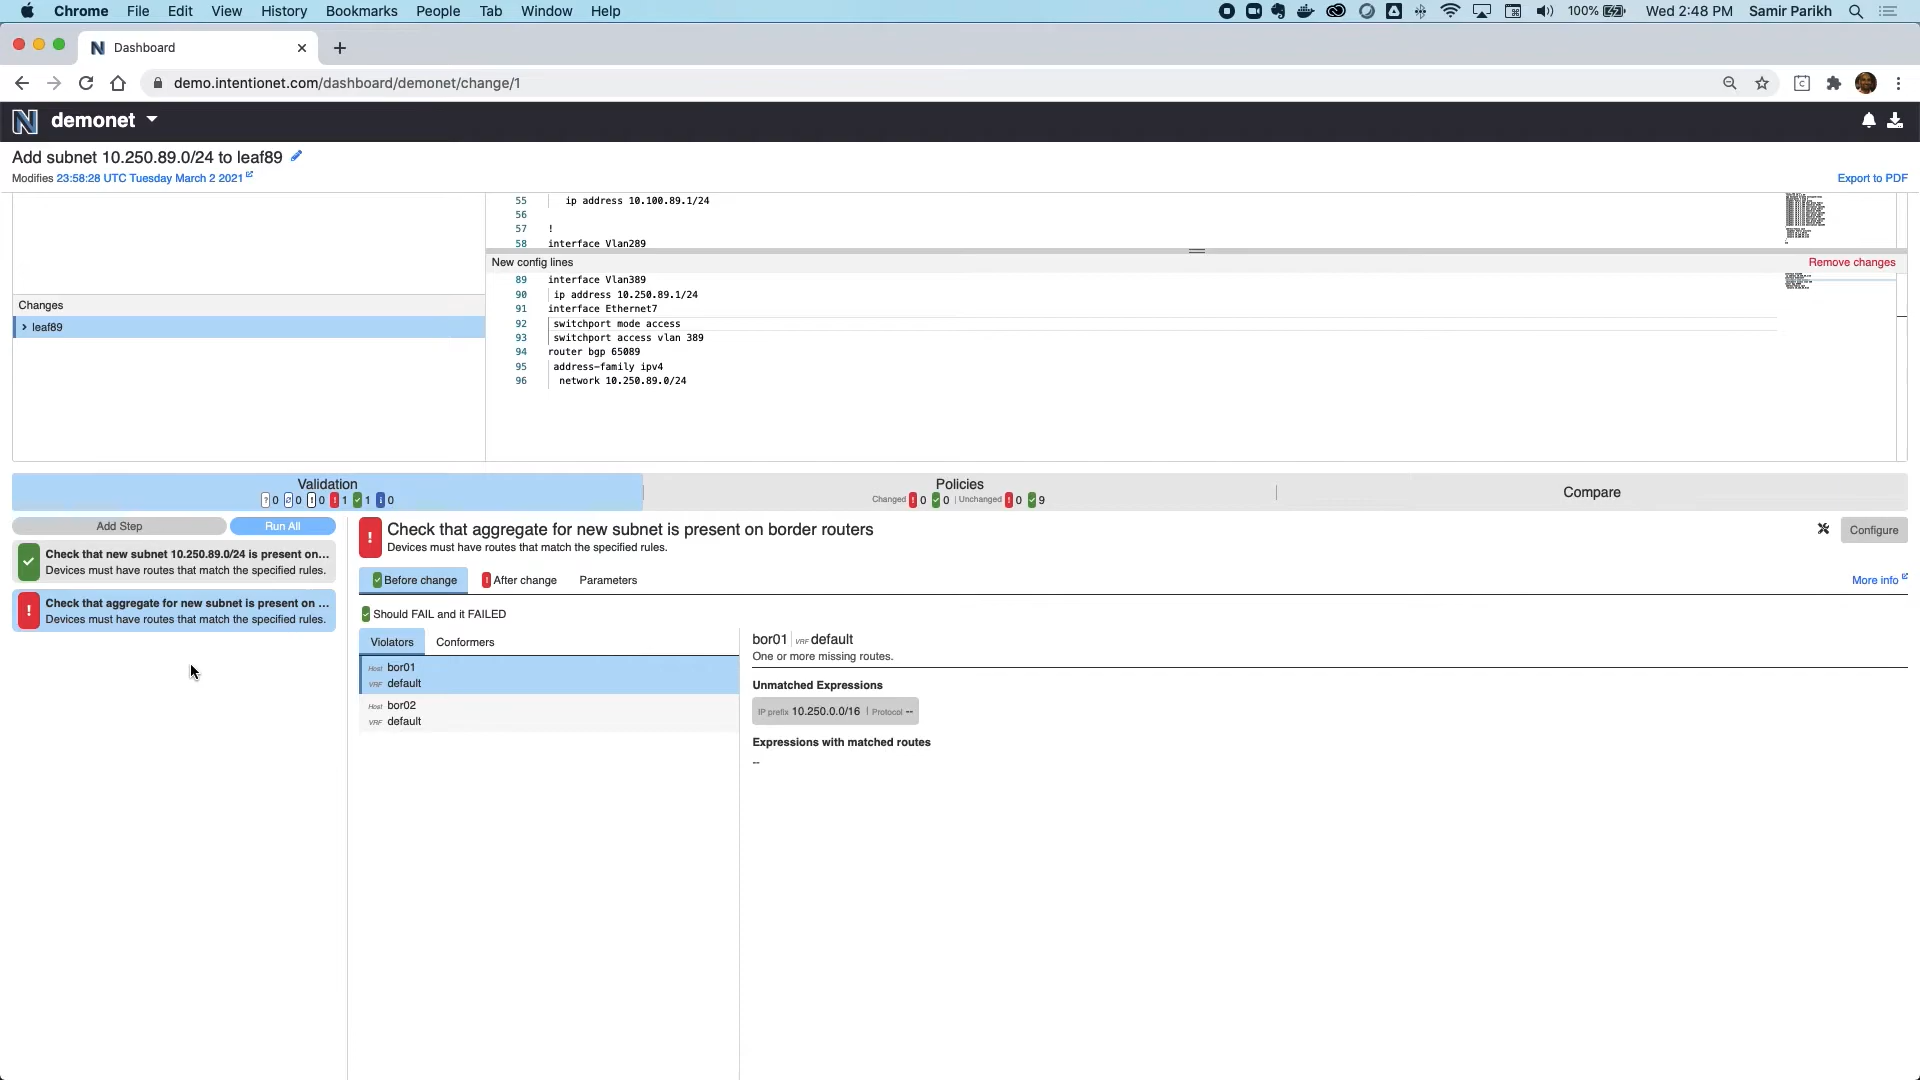 Chrome File Edit View History Bookmarks People Tab Window Help 100% Wed 2:48 PM Samir Parikh
Dashboard
demo.intentionet.com/dashboard/demonet/change/1
N demonet
Add subnet 10.250.89.0/24 to leaf89
Modifies 23:58:28 UTC Tuesday March 2 2021
Export to PDF
55 ip address 10.100.89.1/24
56
57 !
58 interface Vlan289
New config lines
Remove changes
89 interface Vlan389
90 ip address 10.250.89.1/24
91 interface Ethernet7
92 switchport mode access
93 switchport access vlan 389
94 router bgp 65089
95 address-family ipv4
96 network 10.250.89.0/24
Changes
> leaf89
Validation
? 0 0 ! 0 ! 1 1 i 0
Policies
Changed ! 0 0 | Unchanged ! 0 9
Compare
Add Step
Run All
Check that new subnet 10.250.89.0/24 is present on...
Devices must have routes that match the specified rules.
! Check that aggregate for new subnet is present on ...
Devices must have routes that match the specified rules.
! Check that aggregate for new subnet is present on border routers
Devices must have routes that match the specified rules.
Configure
Before change ! After change Parameters
More info
Should FAIL and it FAILED
Violators Conformers
Host bor01
VRF default
Host bor02
VRF default
bor01 | VRF default
One or more missing routes.
Unmatched Expressions
IP prefix 10.250.0.0/16 | Protocol --
Expressions with matched routes
--